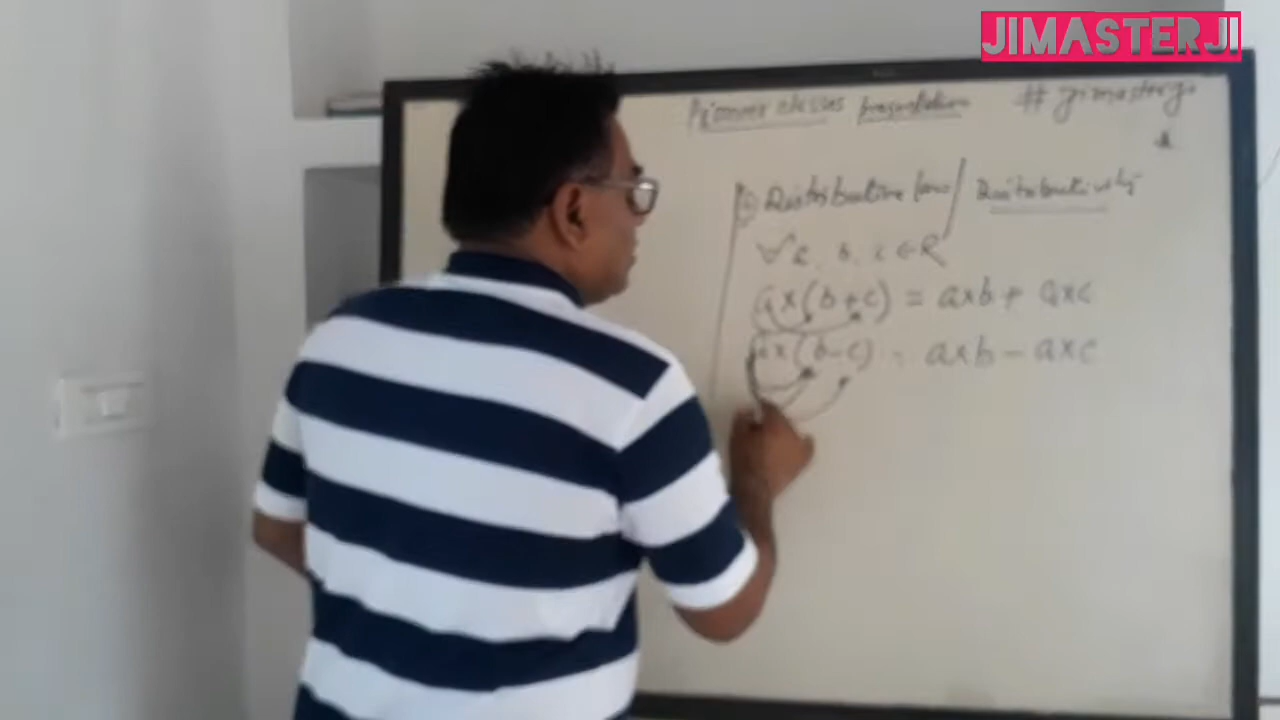 JIMASTERJI
Pioneer classes presentation # jimasterji
Distributive law / Distributivity
∀ a, b, c ∈ R
a×(b+c) = a×b + a×c
a×(b-c) = a×b - a×c